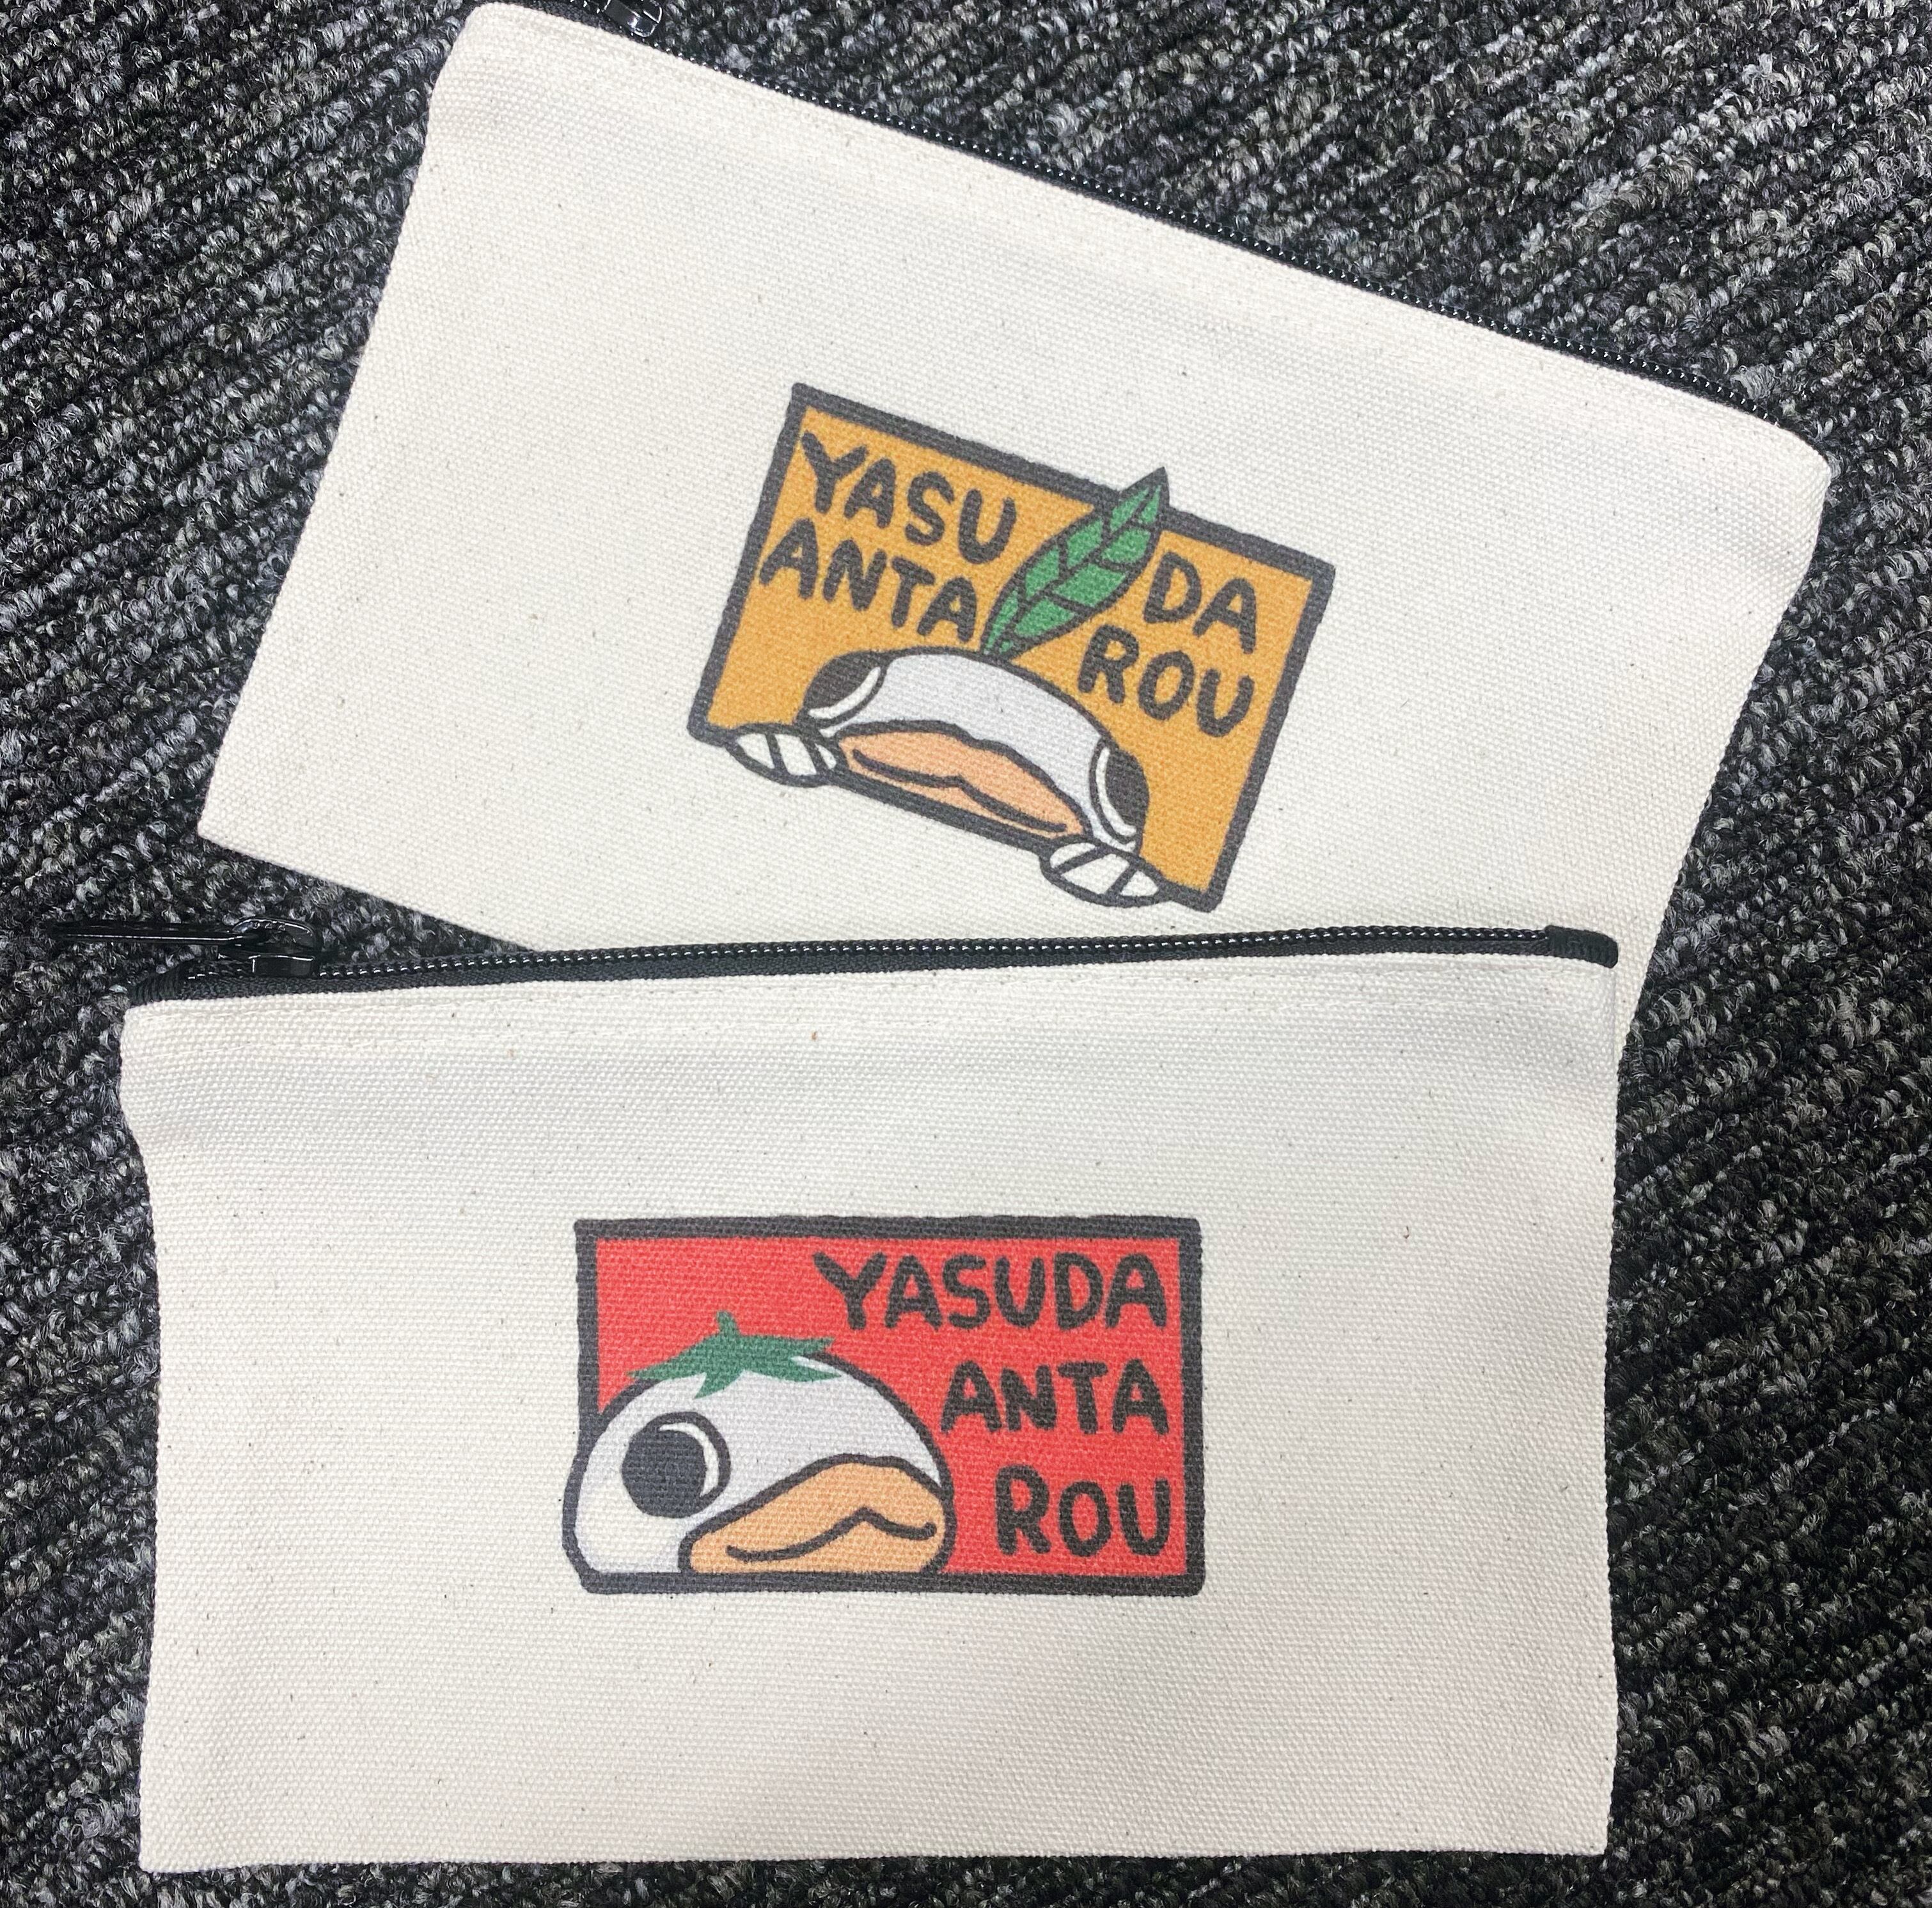 YASU DA
ANTA ROU
YASUDA
ANTA
ROU